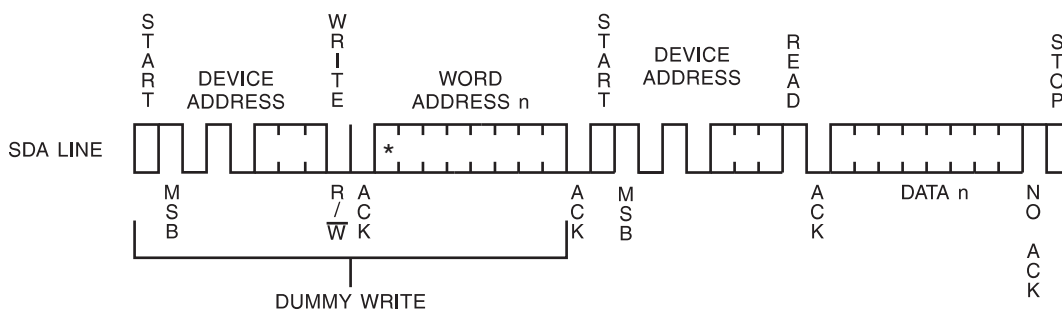 START
DEVICE
ADDRESS
WRITE
WORD
ADDRESS n
START
DEVICE
ADDRESS
READ
STOP
SDA LINE
*
MSB
R/W
ACK
ACK
MSB
ACK
DATA n
NO ACK
DUMMY WRITE